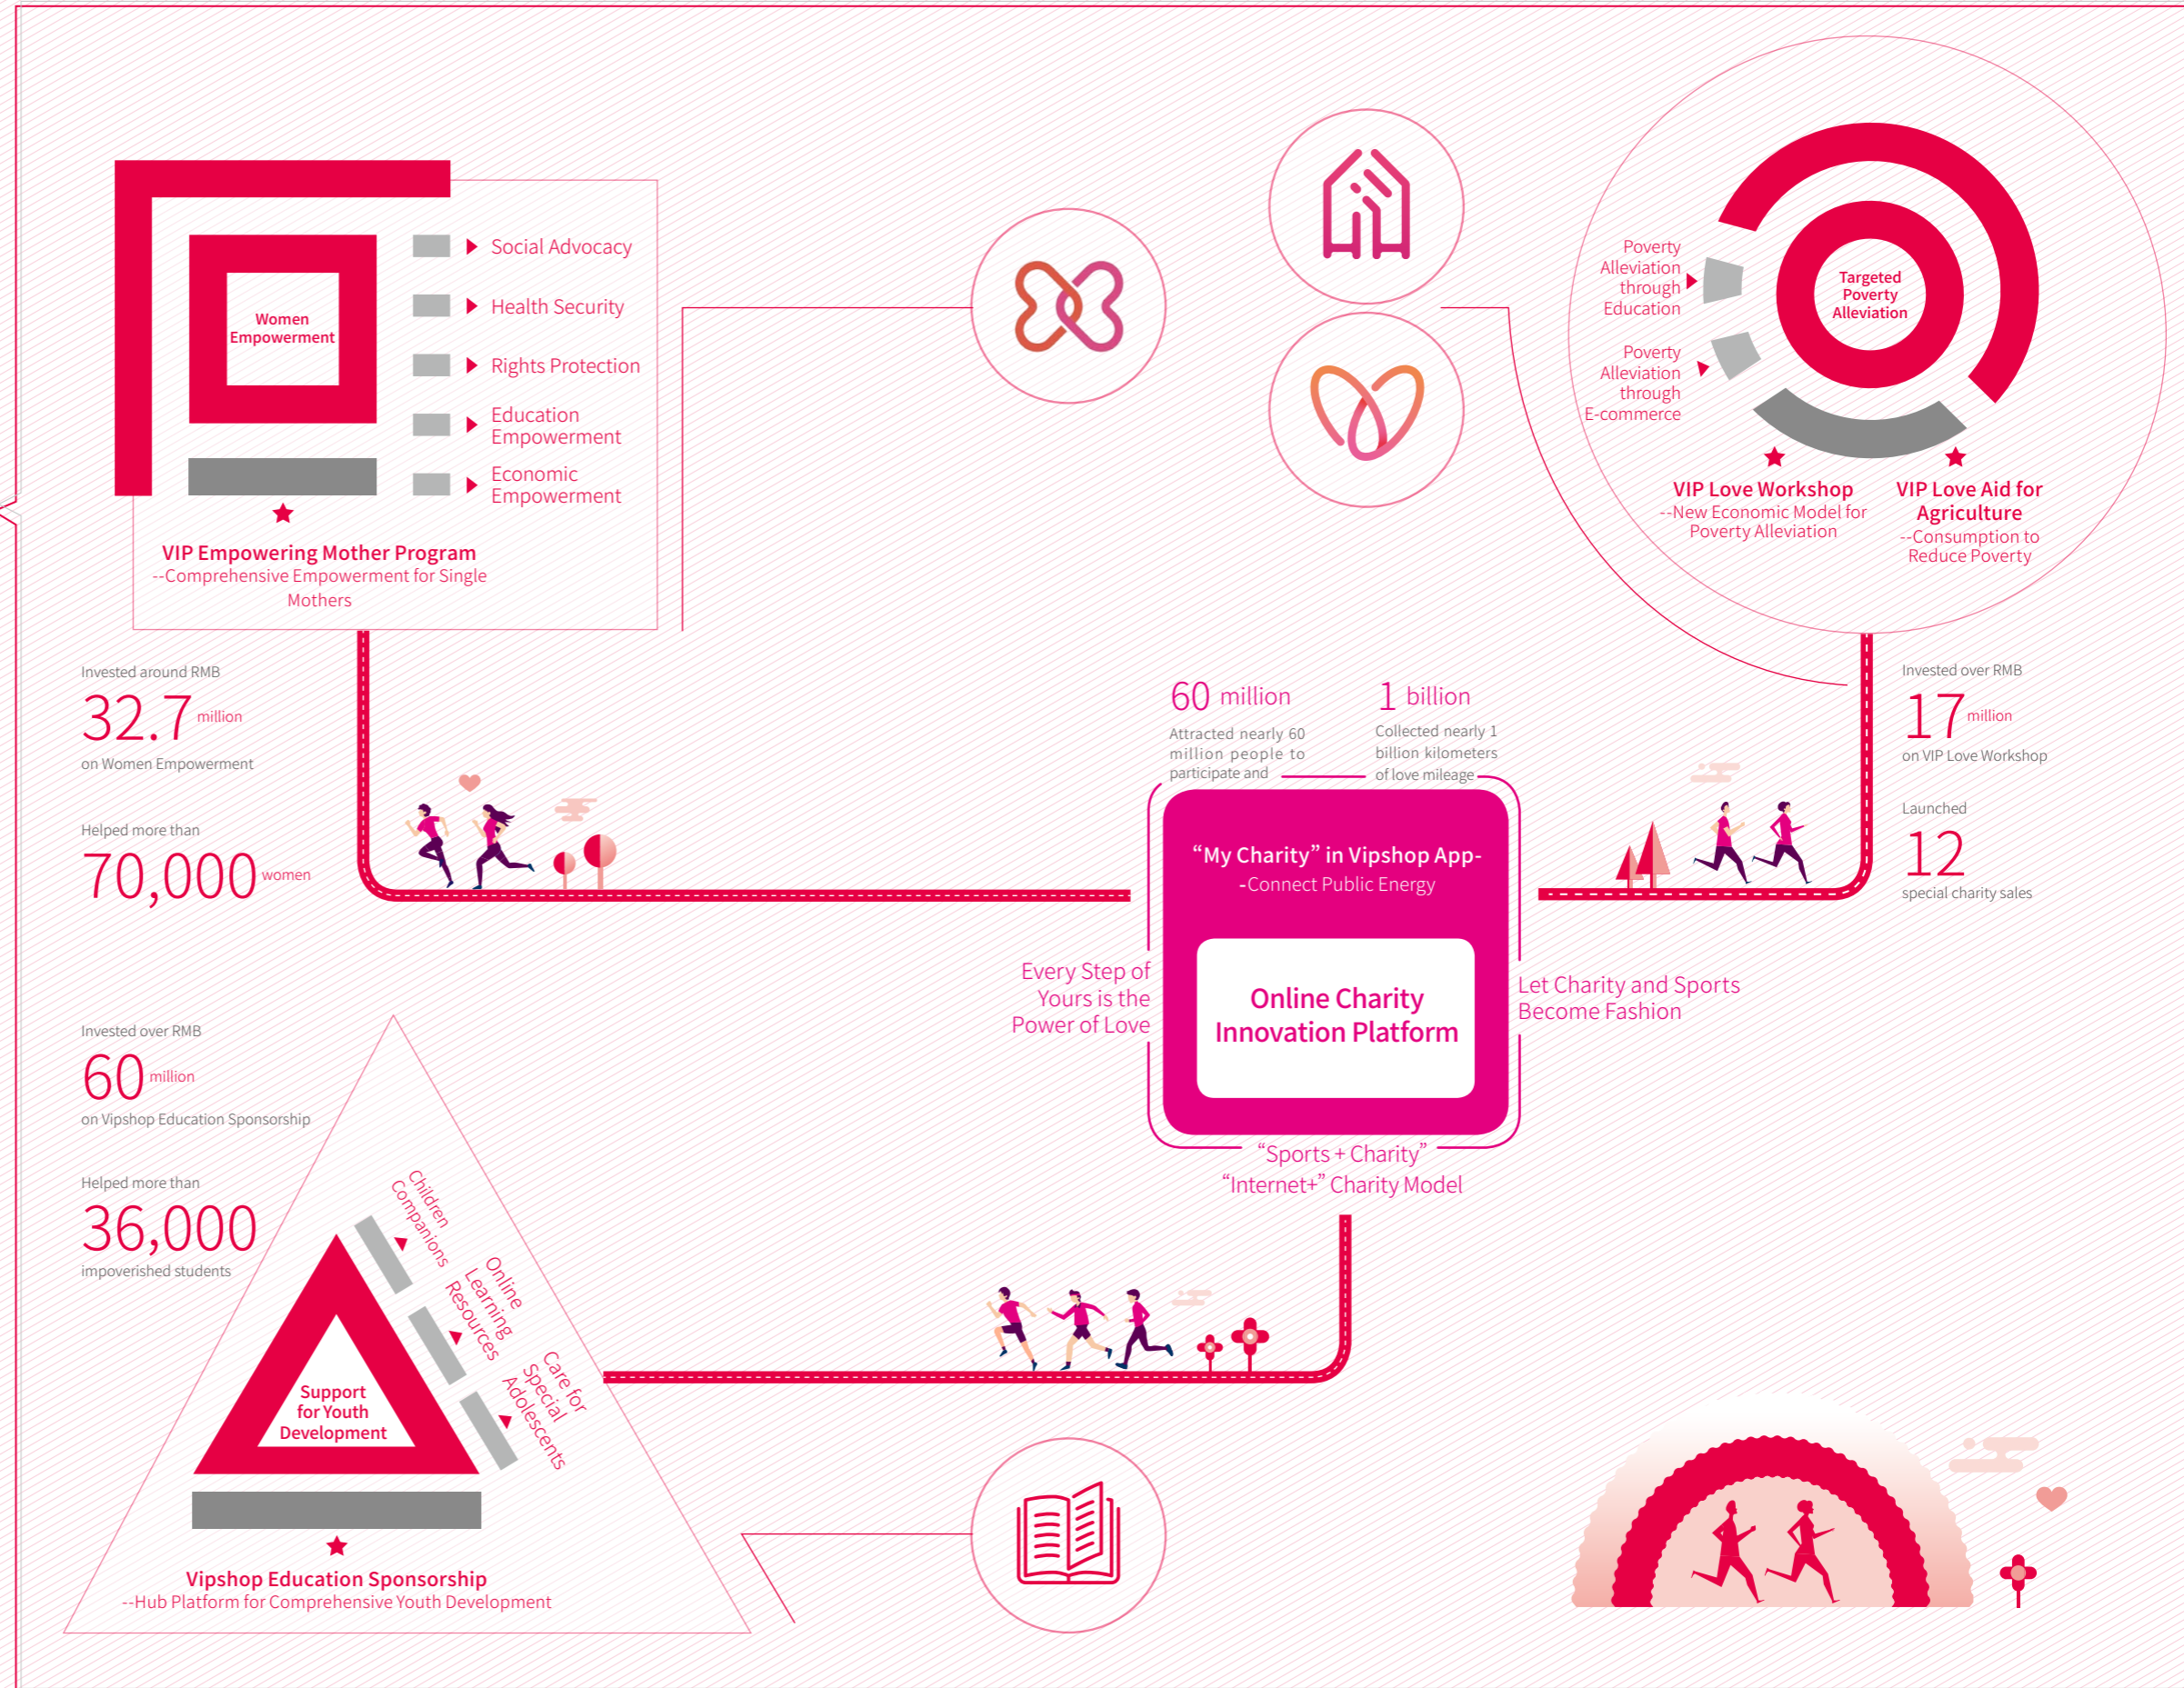 Women
Empowerment
Social Advocacy
Health Security
Rights Protection
Education
Empowerment
Economic
Empowerment
VIP Empowering Mother Program
--Comprehensive Empowerment for Single
Mothers
Poverty
Alleviation
through
Education
Poverty
Alleviation
through
E-commerce
Targeted
Poverty
Alleviation
VIP Love Workshop
--New Economic Model for
Poverty Alleviation
VIP Love Aid for
Agriculture
--Consumption to
Reduce Poverty
Invested around RMB
32.7 million
on Women Empowerment
Helped more than
70,000 women
60 million
Attracted nearly 60
million people to
participate and
1 billion
Collected nearly 1
billion kilometers
of love mileage
Invested over RMB
17 million
on VIP Love Workshop
Launched
12
special charity sales
“My Charity” in Vipshop App-
-Connect Public Energy
Online Charity
Innovation Platform
Every Step of
Yours is the
Power of Love
Let Charity and Sports
Become Fashion
“Sports + Charity”
“Internet+” Charity Model
Invested over RMB
60 million
on Vipshop Education Sponsorship
Helped more than
36,000
impoverished students
Children
Companions
Online
Learning
Resources
Care for
Special
Adolescents
Support
for Youth
Development
Vipshop Education Sponsorship
--Hub Platform for Comprehensive Youth Development